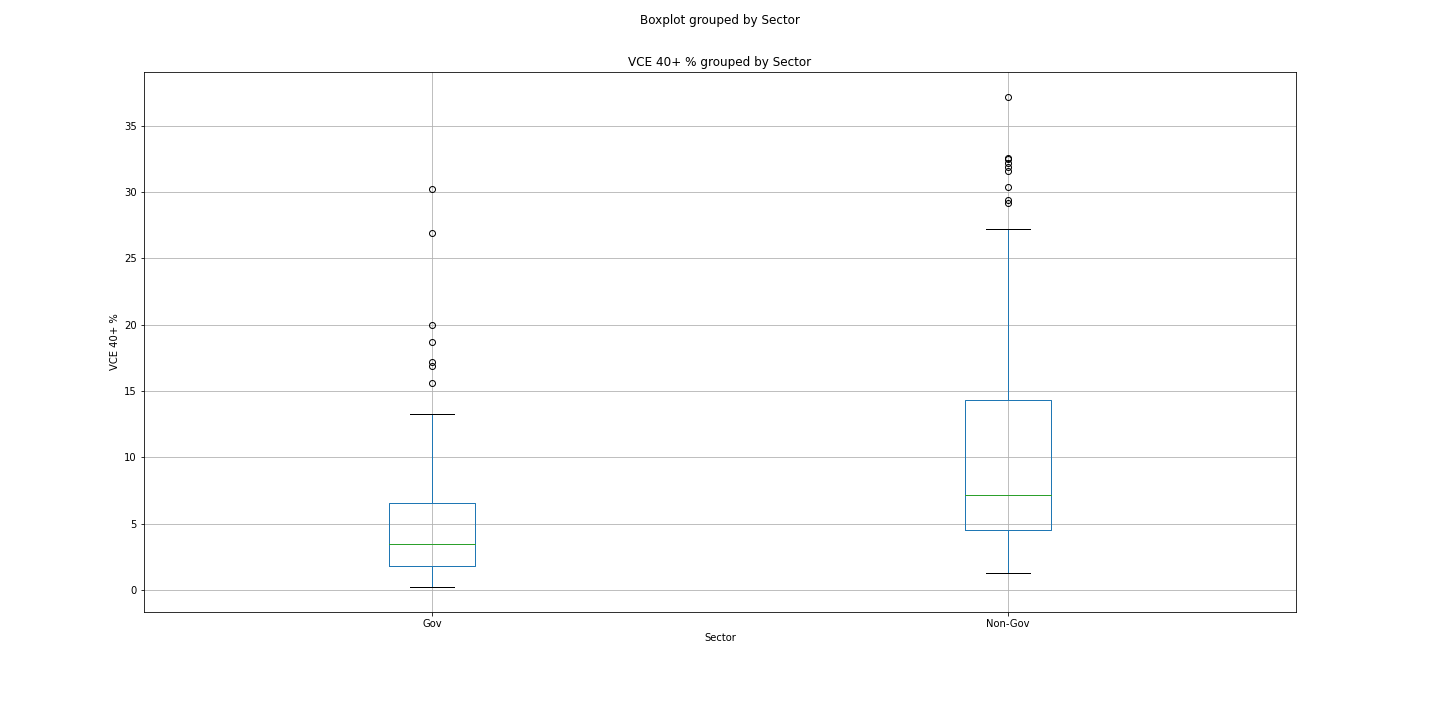 Boxplot grouped by Sector
VCE 40+ % grouped by Sector
35
30
25
20
15
10
5
0
VCE 40+ %
Gov
Non-Gov
Sector